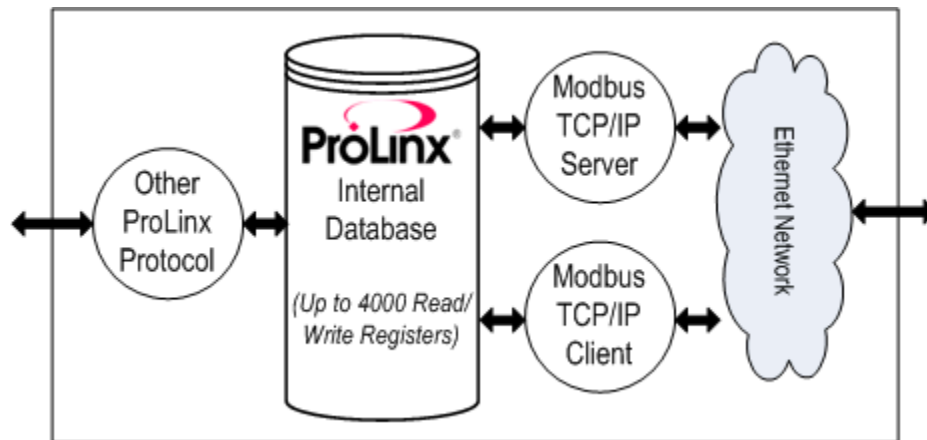 Other
ProLinx
Protocol
ProLinx®
Internal
Database
(Up to 4000 Read/
Write Registers)
Modbus
TCP/IP
Server
Modbus
TCP/IP
Client
Ethernet Network